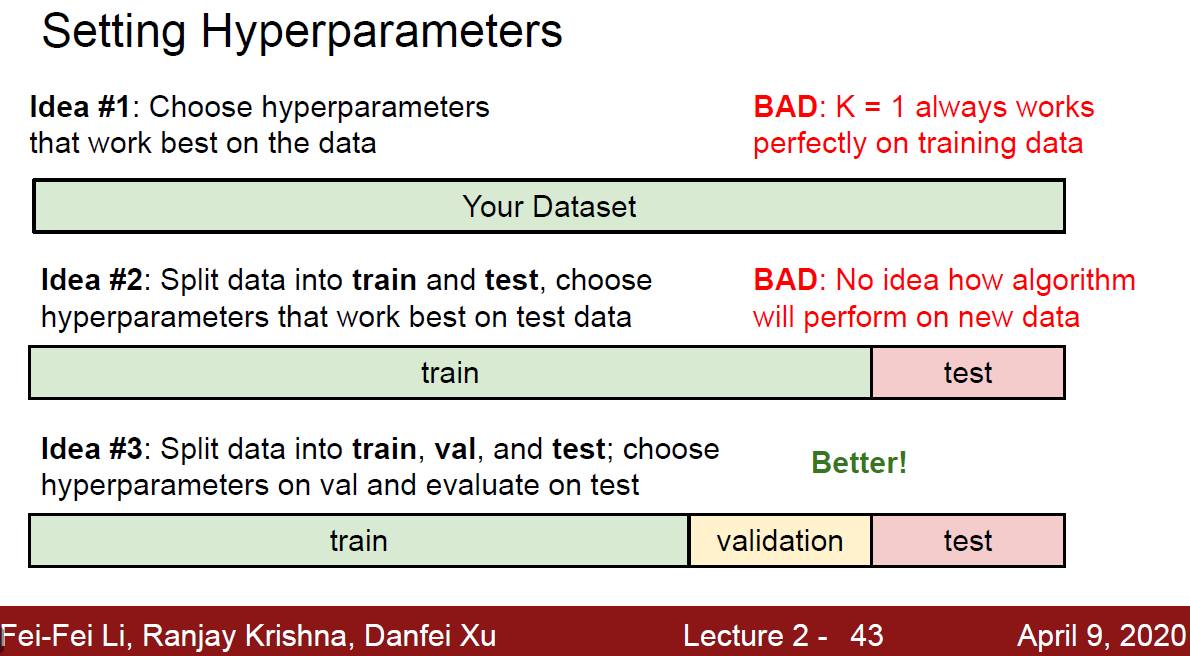 Setting Hyperparameters
Idea #1: Choose hyperparameters
that work best on the data
BAD: K = 1 always works
perfectly on training data
Your Dataset
Idea #2: Split data into train and test, choose
hyperparameters that work best on test data
BAD: No idea how algorithm
will perform on new data
train
test
Idea #3: Split data into train, val, and test; choose
hyperparameters on val and evaluate on test
Better!
train
validation
test
Fei-Fei Li, Ranjay Krishna, Danfei Xu
Lecture 2 - 43
April 9, 2020